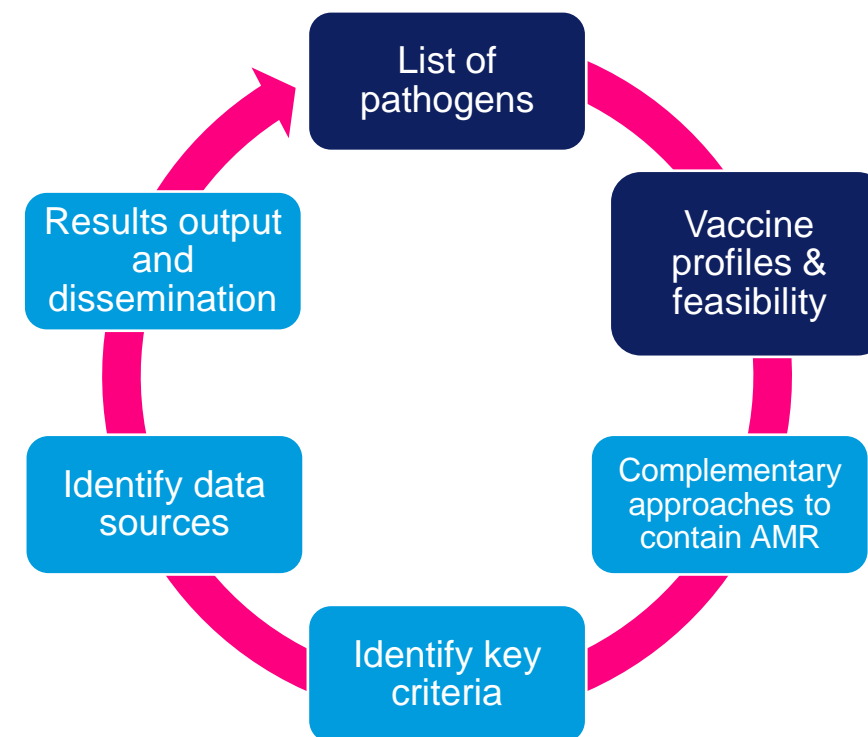 List of
pathogens
Vaccine
profiles &
feasibility
Complementary
approaches to
contain AMR
Identify key
criteria
Identify data
sources
Results output
and
dissemination